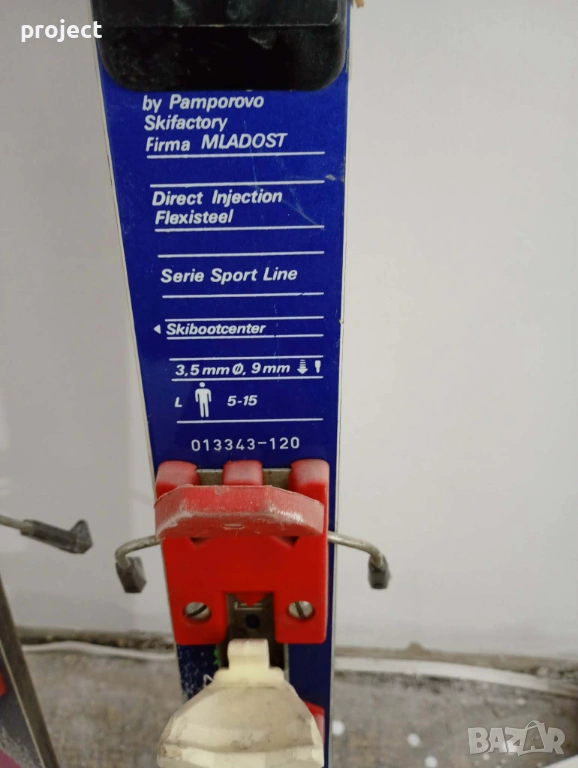 project
by Pamporovo
Skifactory
Firma MLADOST
Direct Injection
Flexisteel
Serie Sport Line
◄ Skibootcenter
3,5 mm Ø, 9 mm
L 5-15
013343-120
BAZAR